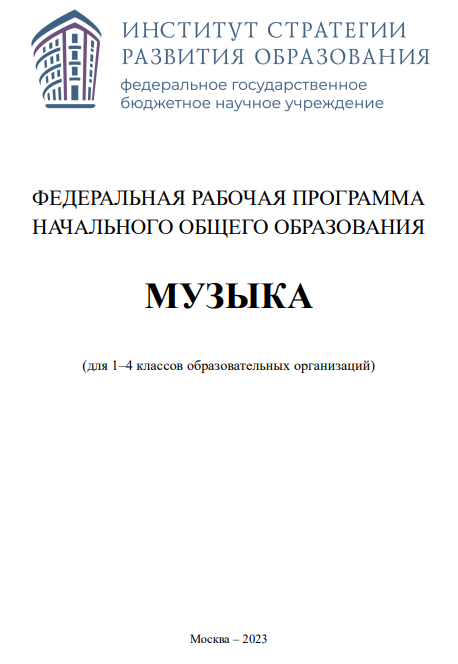 ИНСТИТУТ СТРАТЕГИИ
РАЗВИТИЯ ОБРАЗОВАНИЯ
федеральное государственное
бюджетное научное учреждение
ФЕДЕРАЛЬНАЯ РАБОЧАЯ ПРОГРАММА
НАЧАЛЬНОГО ОБЩЕГО ОБРАЗОВАНИЯ
МУЗЫКА
(для 1–4 классов образовательных организаций)
Москва – 2023